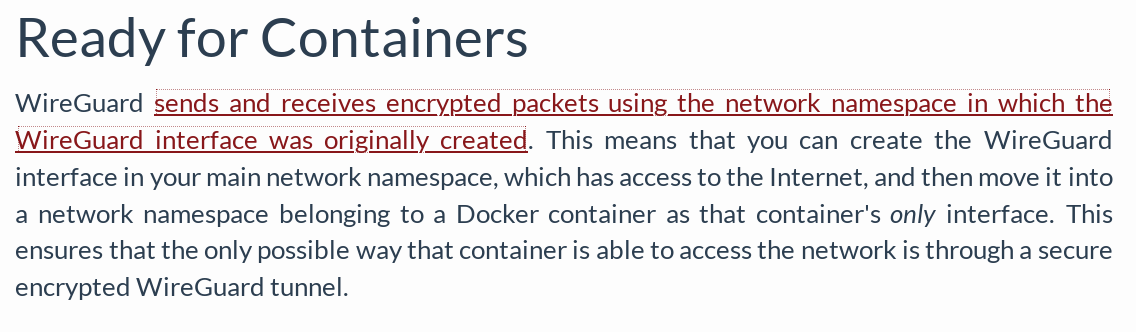 Ready for Containers
WireGuard sends and receives encrypted packets using the network namespace in which the
WireGuard interface was originally created. This means that you can create the WireGuard
interface in your main network namespace, which has access to the Internet, and then move it into
a network namespace belonging to a Docker container as that container's only interface. This
ensures that the only possible way that container is able to access the network is through a secure
encrypted WireGuard tunnel.